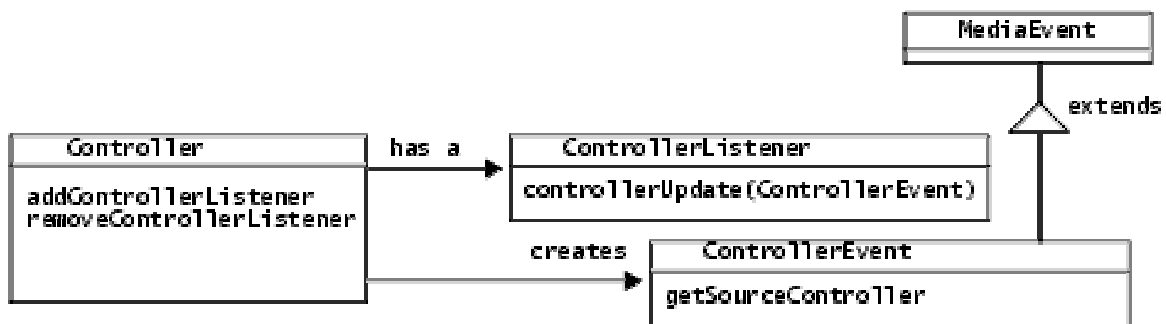 MediaEvent
extends
Controller
has a
ControllerListener
addControllerListener
removeControllerListener
controllerUpdate(ControllerEvent)
creates
ControllerEvent
getSourceController